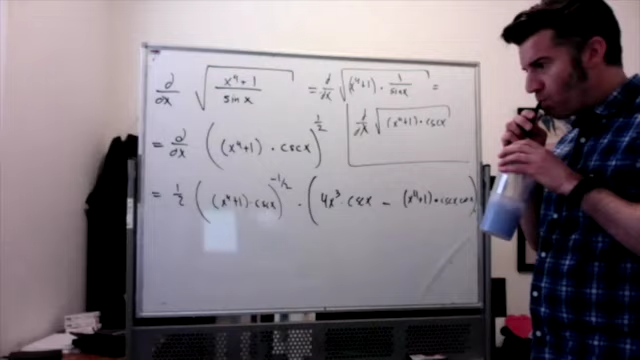 d/dx √((x⁴+1)/(sin x)) = d/dx √((x⁴+1) · 1/(sin x)) =
= d/dx ((x⁴+1) · csc x)^(1/2)
d/dx √((x⁴+1) · csc x)
= 1/2 ((x⁴+1) · csc x)^(-1/2) · (4x³ · csc x − (x⁴+1) · csc x cot x)